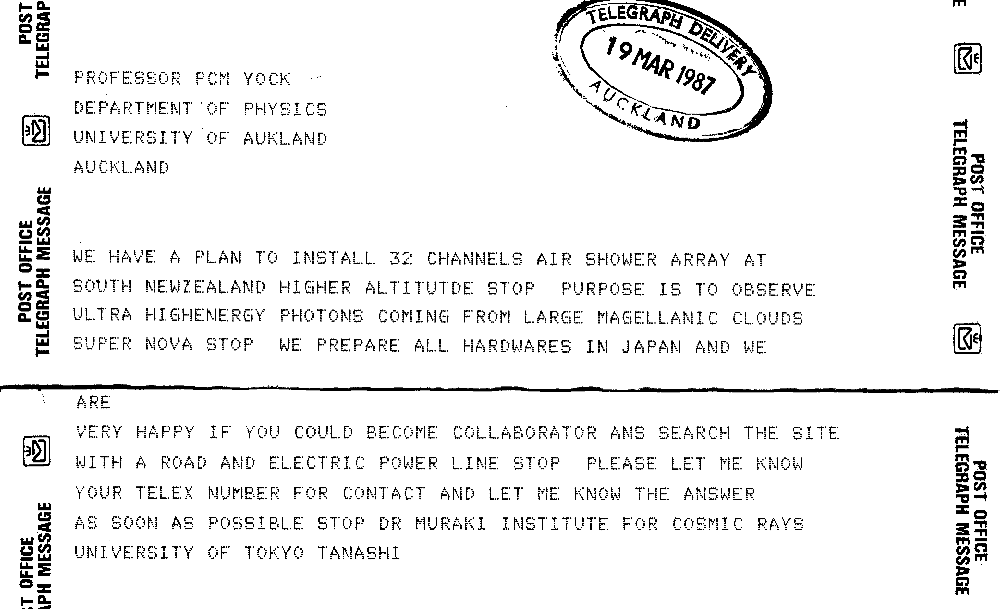 POST
TELEGRAP
POST OFFICE
TELEGRAPH MESSAGE
TELEGRAPH DELIVERY
19 MAR 1987
AUCKLAND
PROFESSOR PCM YOCK
DEPARTMENT OF PHYSICS
UNIVERSITY OF AUKLAND
AUCKLAND
WE HAVE A PLAN TO INSTALL 32 CHANNELS AIR SHOWER ARRAY AT
SOUTH NEWZEALAND HIGHER ALTITUTDE STOP PURPOSE IS TO OBSERVE
ULTRA HIGHENERGY PHOTONS COMING FROM LARGE MAGELLANIC CLOUDS
SUPER NOVA STOP WE PREPARE ALL HARDWARES IN JAPAN AND WE
ARE
VERY HAPPY IF YOU COULD BECOME COLLABORATOR ANS SEARCH THE SITE
WITH A ROAD AND ELECTRIC POWER LINE STOP PLEASE LET ME KNOW
YOUR TELEX NUMBER FOR CONTACT AND LET ME KNOW THE ANSWER
AS SOON AS POSSIBLE STOP DR MURAKI INSTITUTE FOR COSMIC RAYS
UNIVERSITY OF TOKYO TANASHI
ST OFFICE
APH MESSAGE
E
POST OFFICE
TELEGRAPH MESSAGE
POST OFFICE
TELEGRAPH MESSAGE